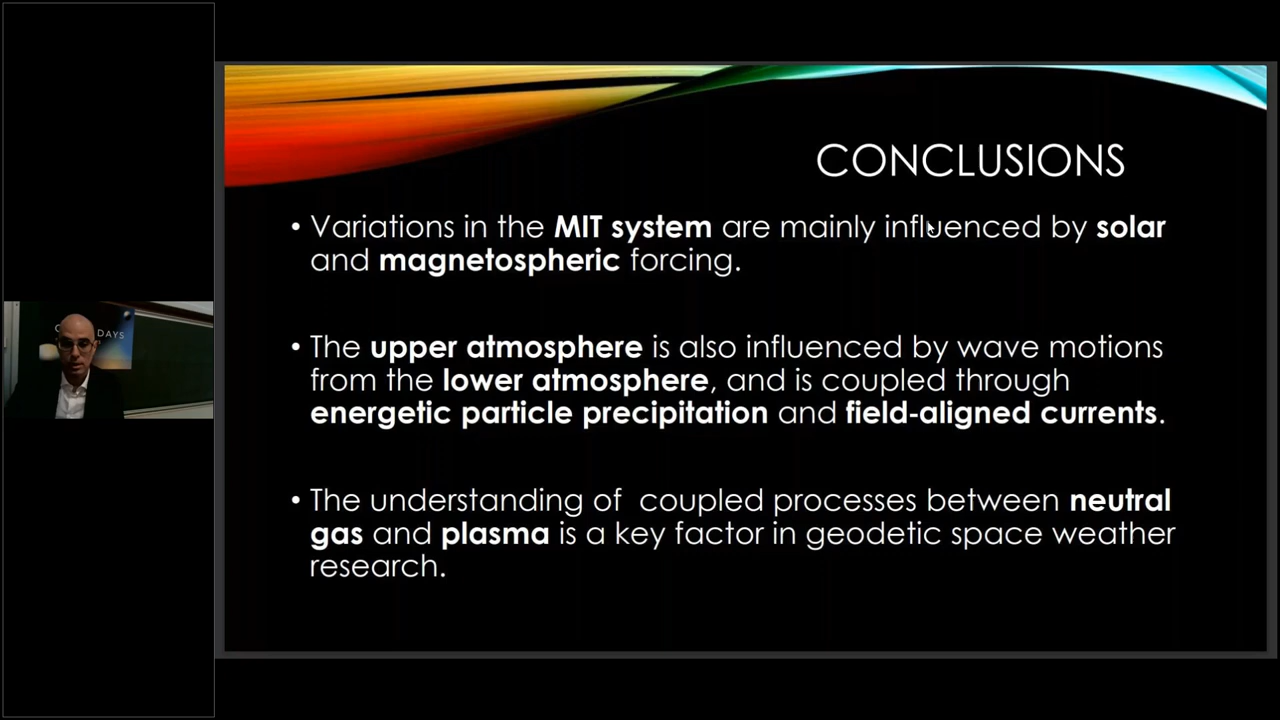 CONCLUSIONS
• Variations in the MIT system are mainly influenced by solar
and magnetospheric forcing.
• The upper atmosphere is also influenced by wave motions
from the lower atmosphere, and is coupled through
energetic particle precipitation and field-aligned currents.
• The understanding of  coupled processes between neutral
gas and plasma is a key factor in geodetic space weather
research.
DAYS